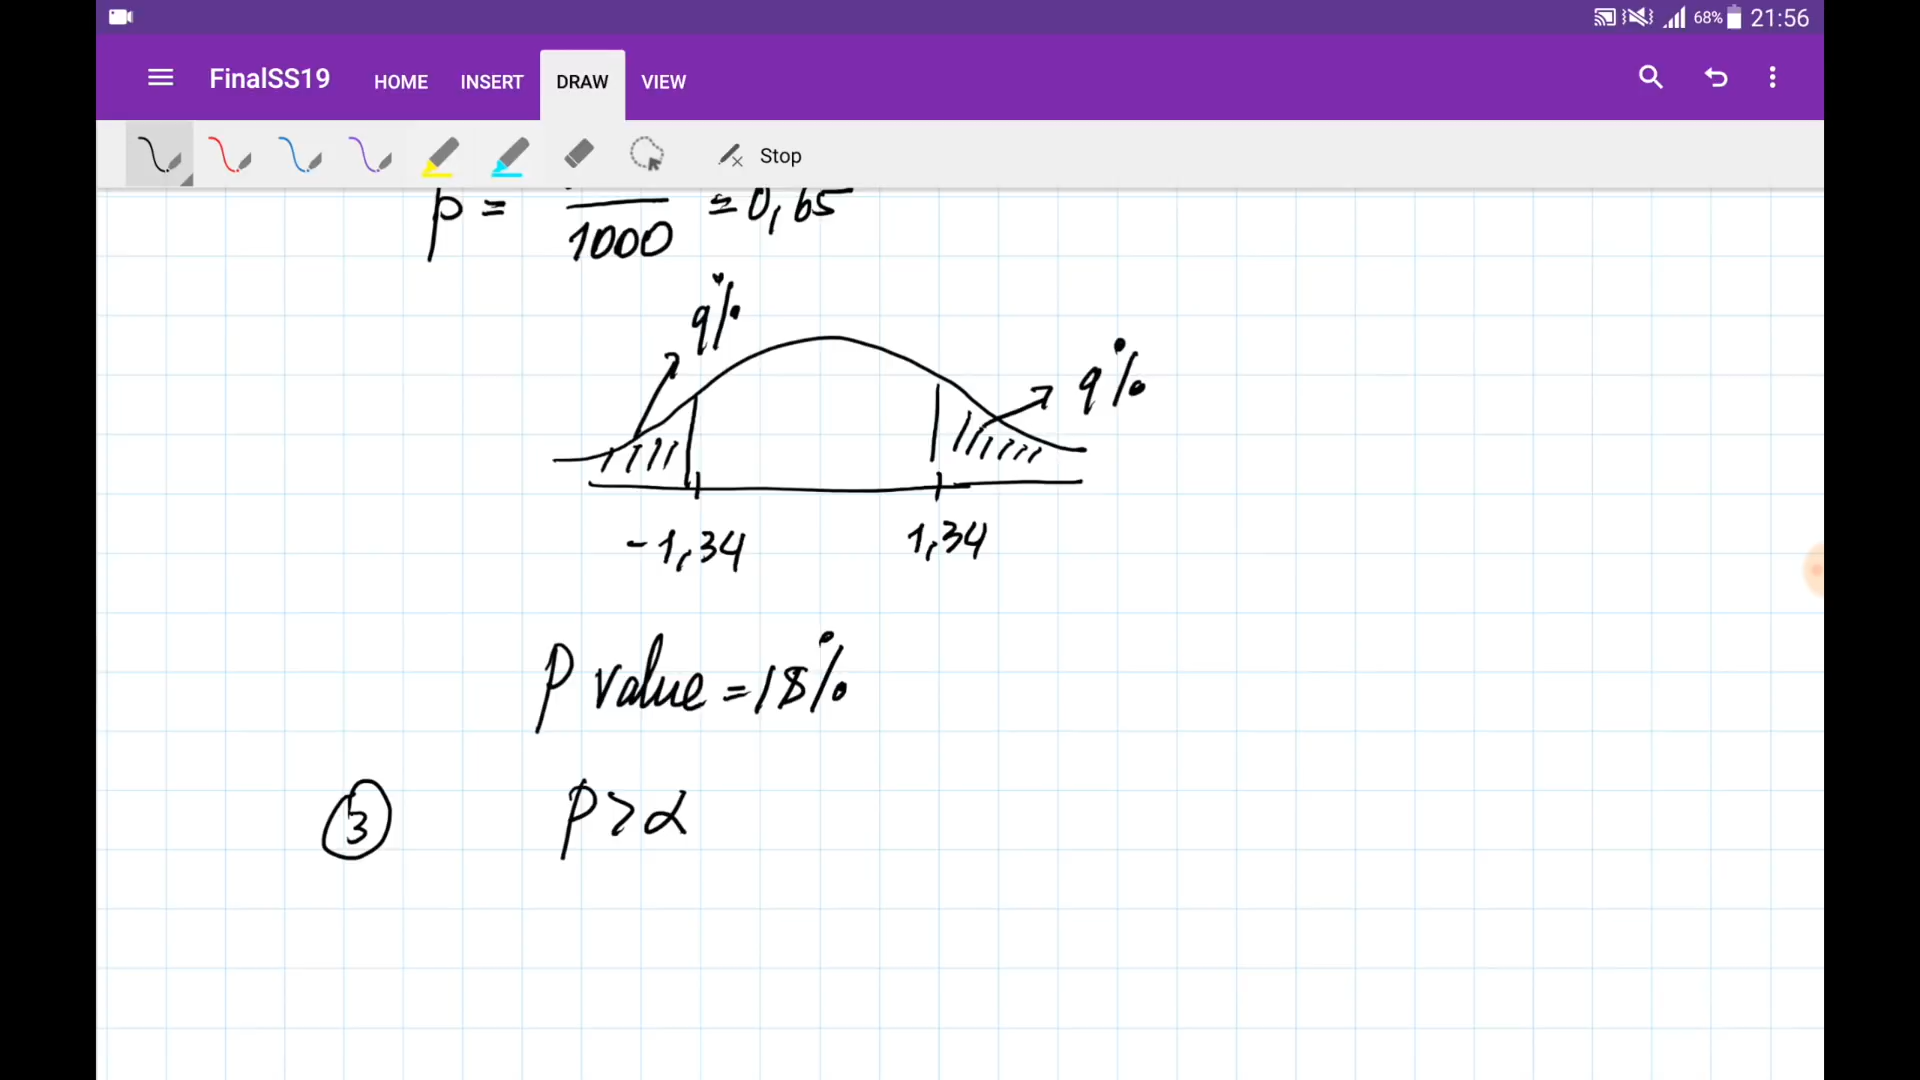 68% 21:56
FinalSS19 HOME INSERT DRAW VIEW
Stop
p = /1000 = 0,65
9%
9%
-1,34 1,34
P value = 18%
3 P > α